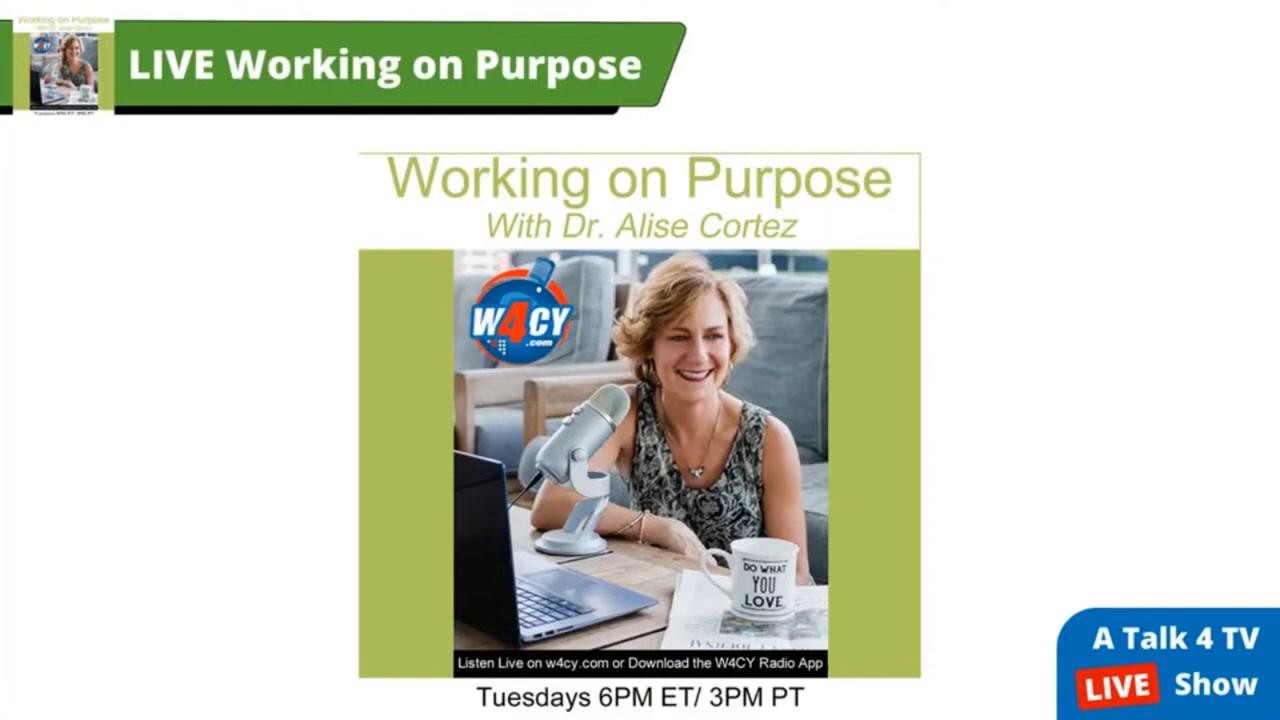 LIVE Working on Purpose
Working on Purpose
With Dr. Alise Cortez
W4CY
.com
DO WHAT
YOU
LOVE
Listen Live on w4cy.com or Download the W4CY Radio App
Tuesdays 6PM ET/ 3PM PT
A Talk 4 TV
LIVE Show